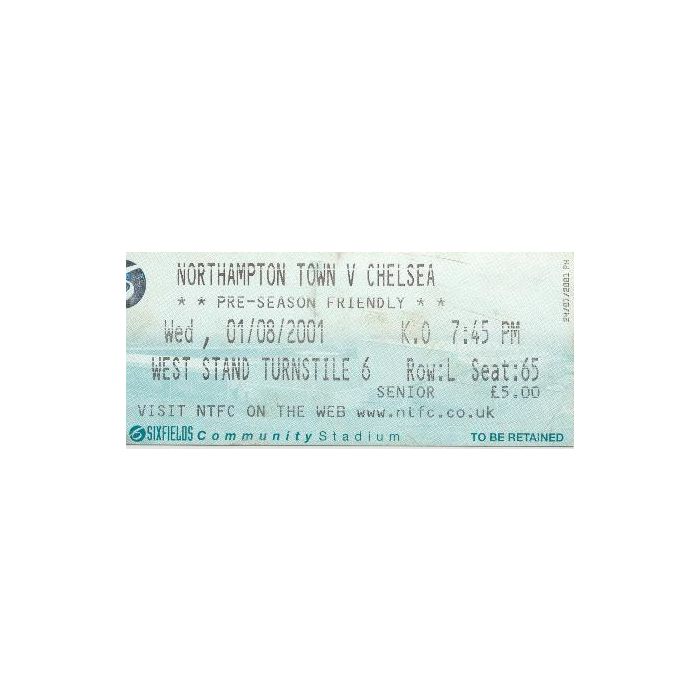 NORTHAMPTON TOWN V CHELSEA
* * PRE-SEASON FRIENDLY * *
Wed, 01/08/2001 K.O 7:45 PM
WEST STAND TURNSTILE 6 Row:L Seat:65
SENIOR £5.00
VISIT NTFC ON THE WEB www.ntfc.co.uk
SIXFIELDS Community Stadium TO BE RETAINED